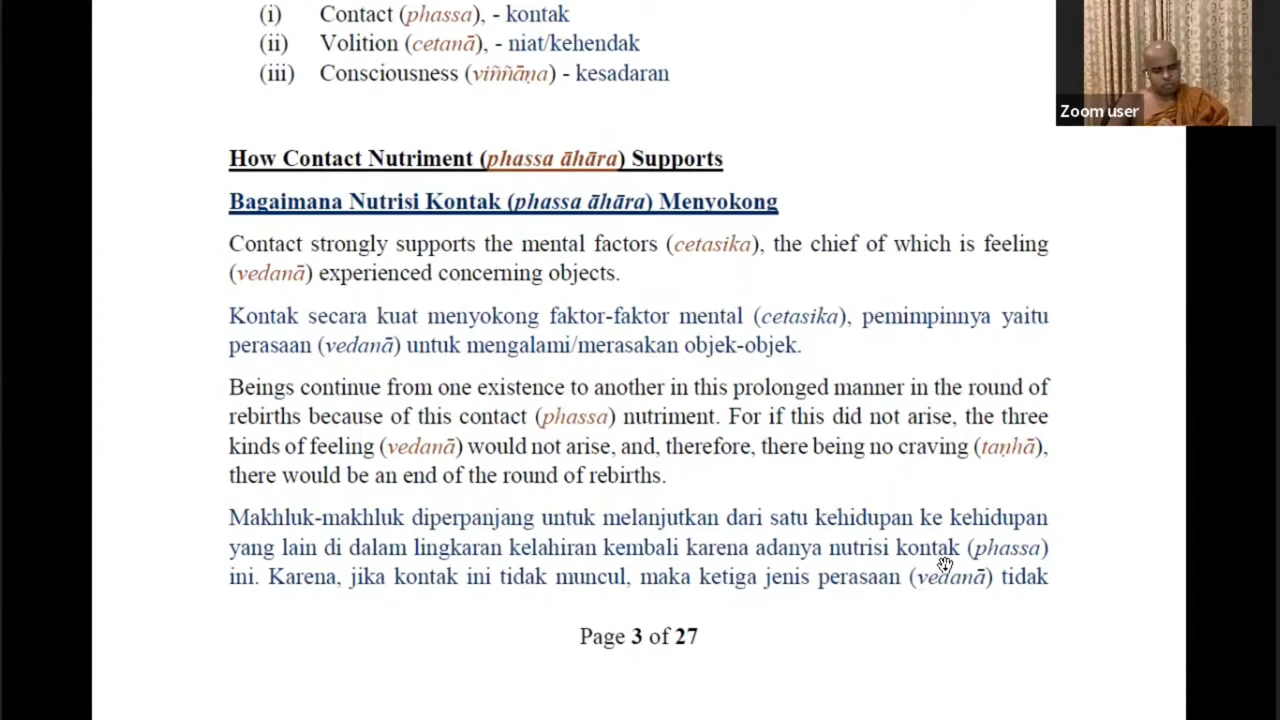 (i) Contact (phassa), - kontak
(ii) Volition (cetanā), - niat/kehendak
(iii) Consciousness (viññāṇa) - kesadaran
Zoom user
How Contact Nutriment (phassa āhāra) Supports
Bagaimana Nutrisi Kontak (phassa āhāra) Menyokong
Contact strongly supports the mental factors (cetasika), the chief of which is feeling
(vedanā) experienced concerning objects.
Kontak secara kuat menyokong faktor-faktor mental (cetasika), pemimpinnya yaitu
perasaan (vedanā) untuk mengalami/merasakan objek-objek.
Beings continue from one existence to another in this prolonged manner in the round of
rebirths because of this contact (phassa) nutriment. For if this did not arise, the three
kinds of feeling (vedanā) would not arise, and, therefore, there being no craving (taṇhā),
there would be an end of the round of rebirths.
Makhluk-makhluk diperpanjang untuk melanjutkan dari satu kehidupan ke kehidupan
yang lain di dalam lingkaran kelahiran kembali karena adanya nutrisi kontak (phassa)
ini. Karena, jika kontak ini tidak muncul, maka ketiga jenis perasaan (vedanā) tidak
Page 3 of 27